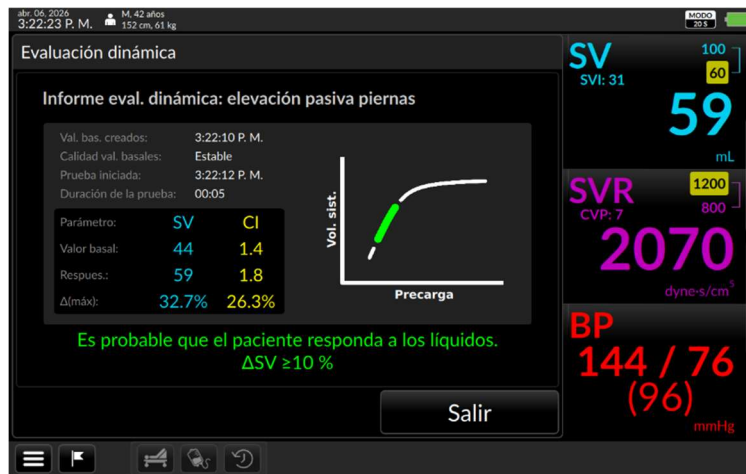 abr. 06, 2026
3:22:23 P. M.
M, 42 años
152 cm, 61 kg
MODO
20 S
Evaluación dinámica
Informe eval. dinámica: elevación pasiva piernas
Val. bas. creados: 3:22:10 P. M.
Calidad val. basales: Estable
Prueba iniciada: 3:22:12 P. M.
Duración de la prueba: 00:05
Parámetro: SV CI
Valor basal: 44 1.4
Respues.: 59 1.8
Δ(máx): 32.7% 26.3%
Vol. sist.
Precarga
Es probable que el paciente responda a los líquidos.
ΔSV ≥10 %
Salir
SV
SVI: 31
100
60
59
mL
SVR
CVP: 7
1200
800
2070
dyne-s/cm⁵
BP
144 / 76
(96)
mmHg